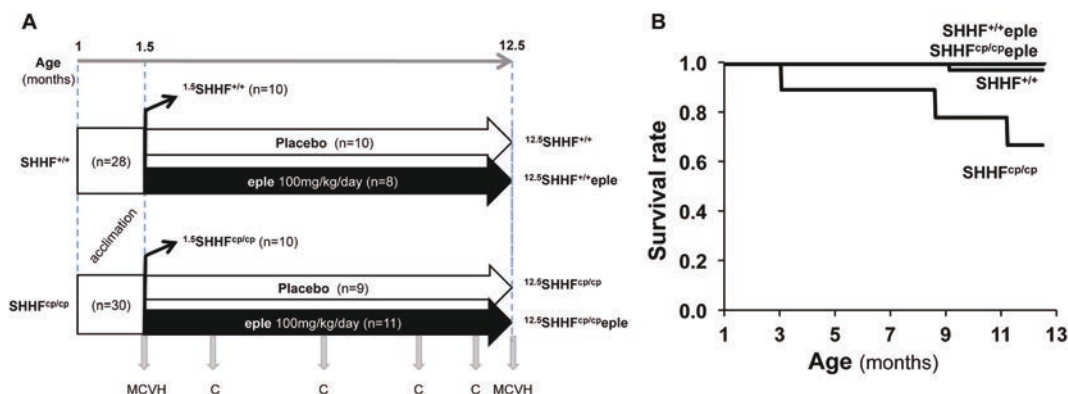 A
1
1.5
12.5
Age
(months)
1.5SHHF+/+ (n=10)
Placebo (n=10)
12.5SHHF+/+
SHHF+/+
(n=28)
eple 100mg/kg/day (n=8)
12.5SHHF+/+eple
acclimation
1.5SHHFcp/cp (n=10)
Placebo (n=9)
12.5SHHFcp/cp
SHHFcp/cp
(n=30)
eple 100mg/kg/day (n=11)
12.5SHHFcp/cpeple
MCVH C C C C MCVH
B
SHHF+/+eple
SHHFcp/cpeple
SHHF+/+
SHHFcp/cp
Survival rate
1.0
0.8
0.6
0.4
0.2
0.0
1 3 5 7 9 11 13
Age (months)